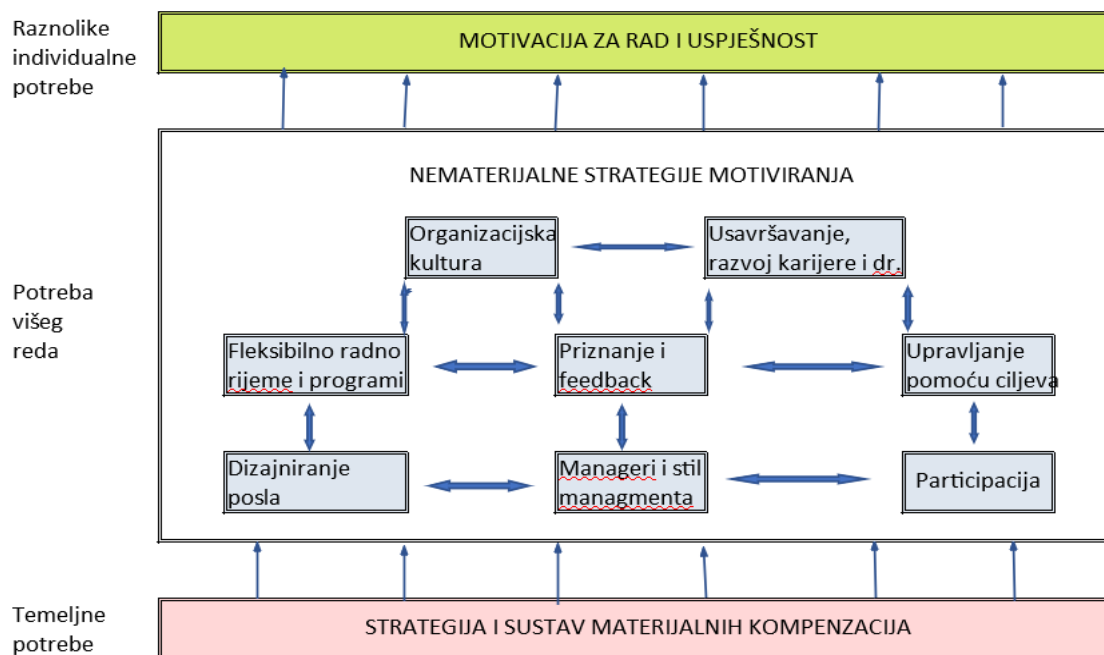 Raznolike
individualne
potrebe
MOTIVACIJA ZA RAD I USPJEŠNOST
NEMATERIJALNE STRATEGIJE MOTIVIRANJA
Organizacijska
kultura
Usavršavanje,
razvoj karijere i dr.
Potreba
višeg
reda
Fleksibilno radno
rijeme i programi
Priznanje i
feedback
Upravljanje
pomoću ciljeva
Dizajniranje
posla
Manageri i stil
managmenta
Participacija
Temeljne
potrebe
STRATEGIJA I SUSTAV MATERIJALNIH KOMPENZACIJA